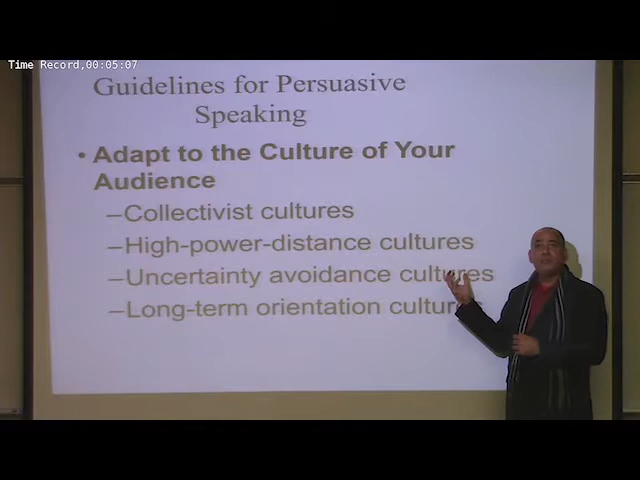 Time Record,00:05:07
Guidelines for Persuasive
Speaking
• Adapt to the Culture of Your
Audience
–Collectivist cultures
–High-power-distance cultures
–Uncertainty avoidance cultures
–Long-term orientation cultures